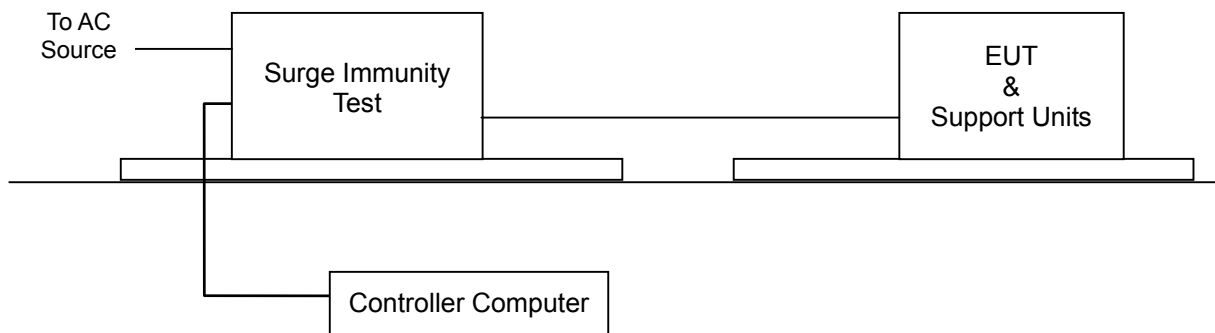 To AC
Source
Surge Immunity
Test
EUT
&
Support Units
Controller Computer